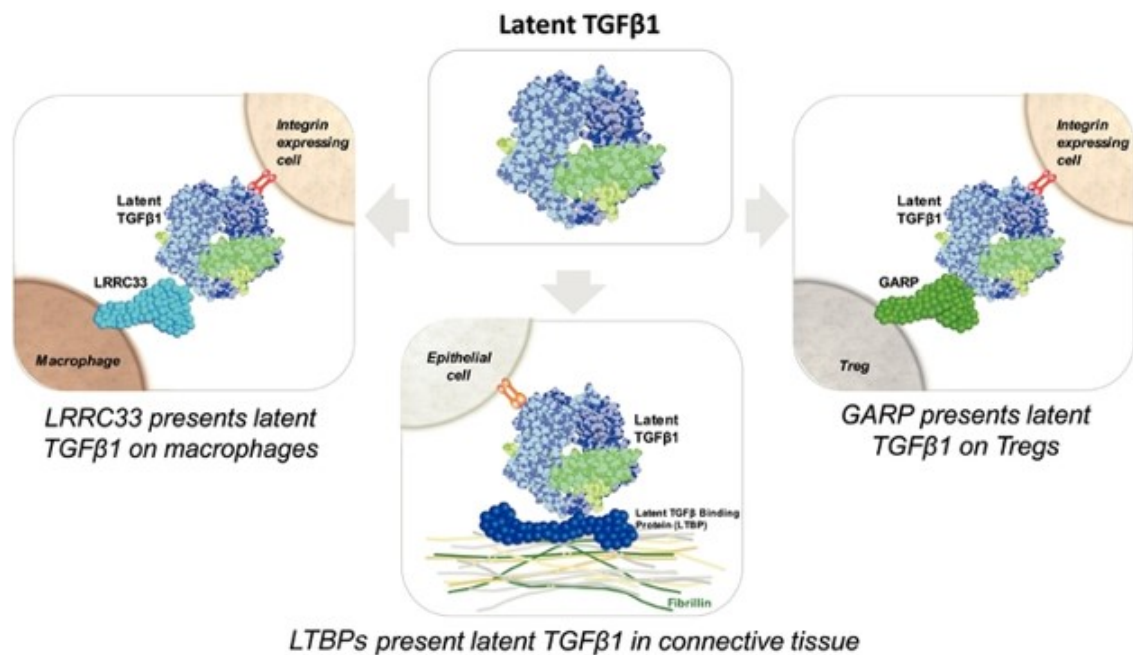 Latent TGFβ1
Integrin
expressing
cell
Latent
TGFβ1
LRRC33
Macrophage
LRRC33 presents latent
TGFβ1 on macrophages
Epithelial
cell
Latent
TGFβ1
Latent TGFβ Binding
Protein (LTBP)
Fibrillin
LTBPs present latent TGFβ1 in connective tissue
Integrin
expressing
cell
Latent
TGFβ1
GARP
Treg
GARP presents latent
TGFβ1 on Tregs